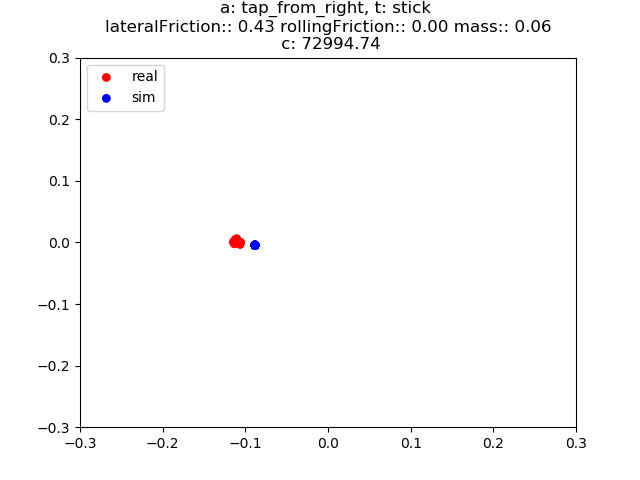 a: tap_from_right, t: stick
lateralFriction:: 0.43 rollingFriction:: 0.00 mass:: 0.06
c: 72994.74
real
sim
0.3
0.2
0.1
0.0
−0.1
−0.2
−0.3
−0.3
−0.2
−0.1
0.0
0.1
0.2
0.3